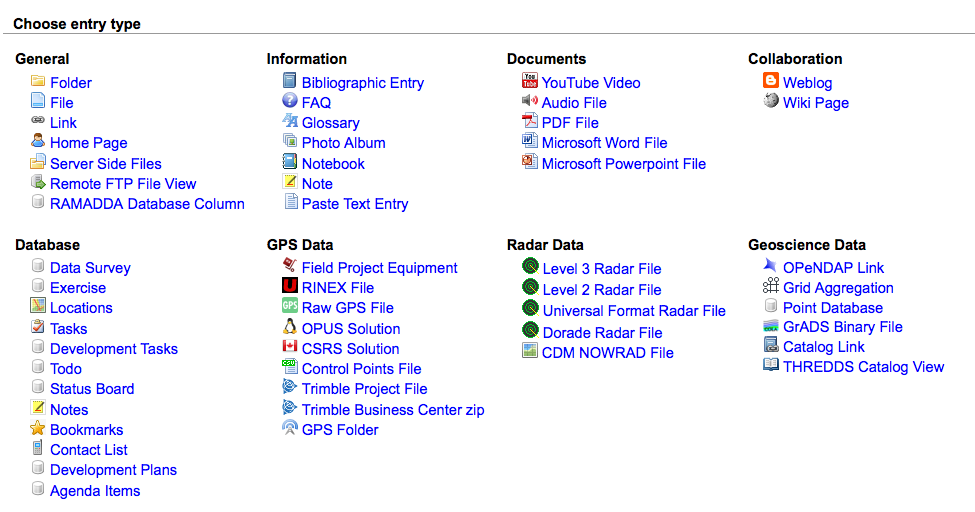 Choose entry type
General
Folder
File
Link
Home Page
Server Side Files
Remote FTP File View
RAMADDA Database Column
Information
Bibliographic Entry
FAQ
Glossary
Photo Album
Notebook
Note
Paste Text Entry
Documents
YouTube Video
Audio File
PDF File
Microsoft Word File
Microsoft Powerpoint File
Collaboration
Weblog
Wiki Page
Database
Data Survey
Exercise
Locations
Tasks
Development Tasks
Todo
Status Board
Notes
Bookmarks
Contact List
Development Plans
Agenda Items
GPS Data
Field Project Equipment
RINEX File
GPS Raw GPS File
OPUS Solution
CSRS Solution
Control Points File
Trimble Project File
Trimble Business Center zip
GPS Folder
Radar Data
Level 3 Radar File
Level 2 Radar File
Universal Format Radar File
Dorade Radar File
CDM NOWRAD File
Geoscience Data
OPeNDAP Link
Grid Aggregation
Point Database
GrADS Binary File
Catalog Link
THREDDS Catalog View